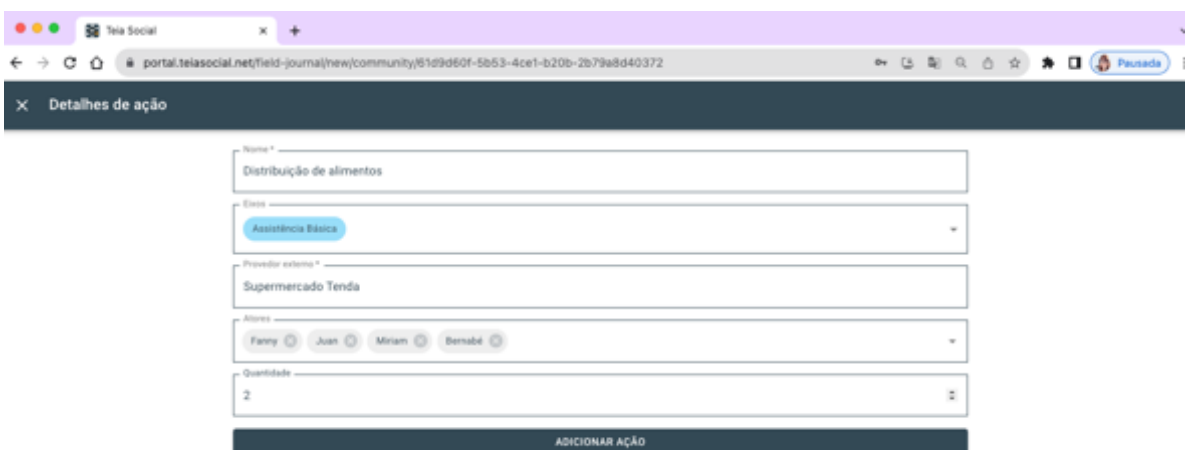 Teia Social
portal.teiasocial.net/field-journal/new/community/61d9d60f-5b53-4ce1-b20b-2b79a8d40372
Pausada
Detalhes de ação
Nome *
Distribuição de alimentos
Eixos
Assistência Básica
Provedor externo *
Supermercado Tenda
Atores
Fanny Juan Miriam Bernabé
Quantidade
2
ADICIONAR AÇÃO